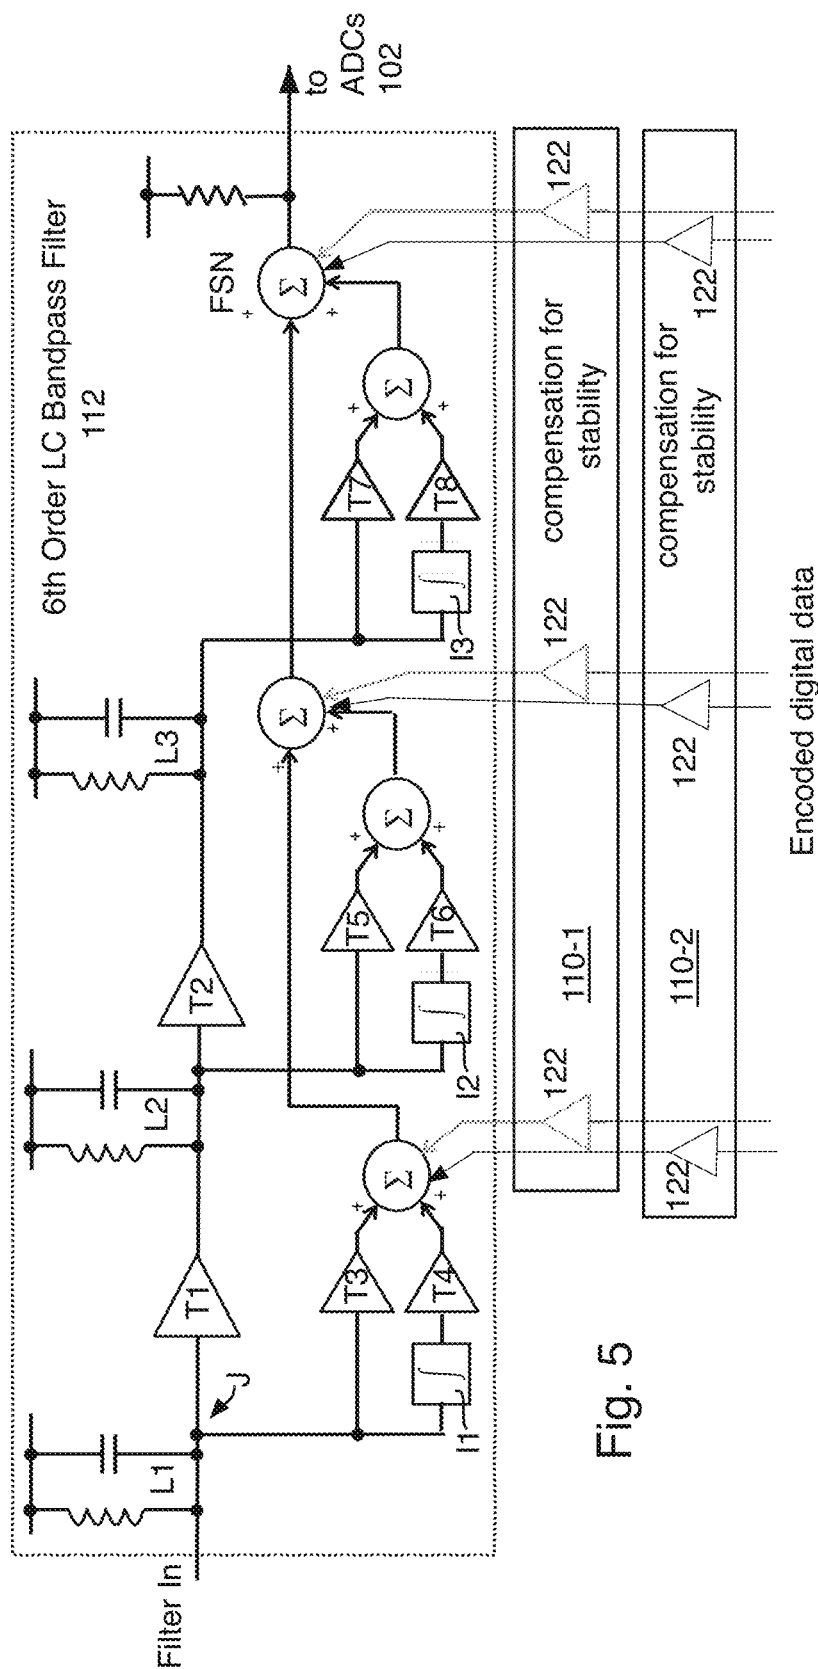 6th Order LC Bandpass Filter
112
Filter In
L1
J
T1
L2
T2
L3
FSN
to
ADCs
102
I1
T3
T4
Σ
+
+
I2
T5
T6
Σ
+
+
Σ
+
+
I3
T7
T8
Σ
+
+
Σ
+
+
122
110-1
122
compensation for
stability
122
122
110-2
122
compensation for
stability
122
Encoded digital data
Fig. 5